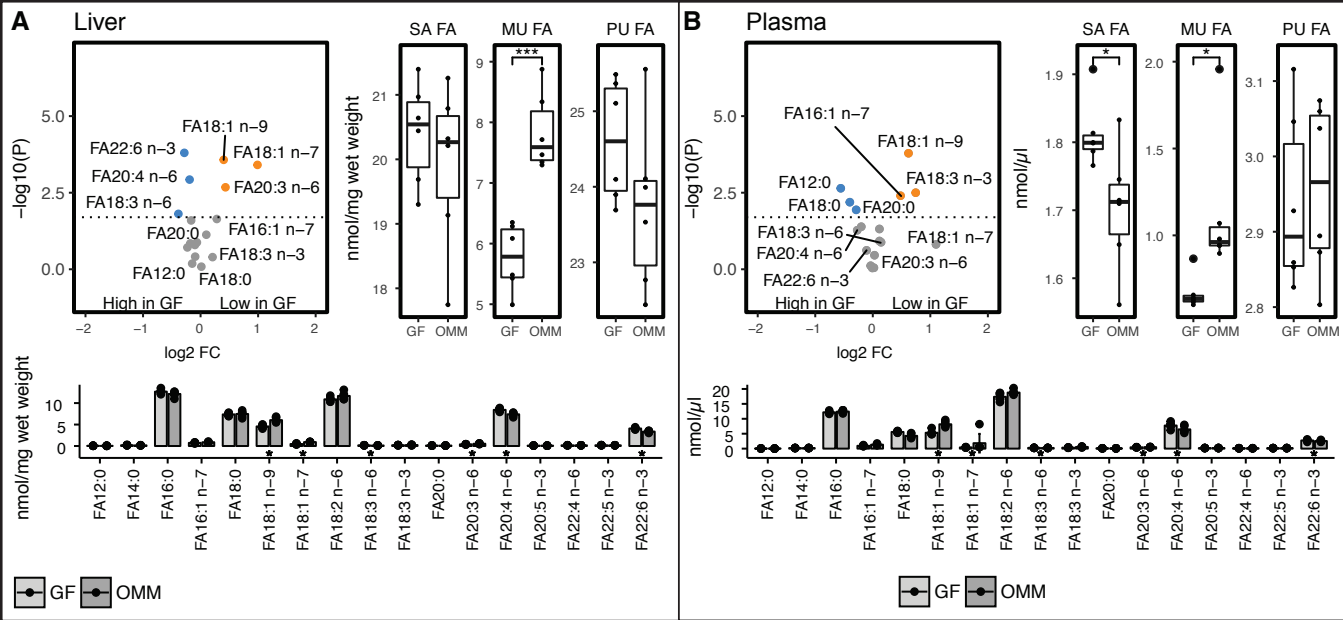 A Liver
SA FA MU FA PU FA
−log10(P)
5.0
2.5
0.0
FA18:1 n−9
FA22:6 n−3
FA18:1 n−7
FA20:4 n−6
FA20:3 n−6
FA18:3 n−6
FA20:0
FA16:1 n−7
FA18:3 n−3
FA12:0
FA18:0
High in GF Low in GF
−2 −1 0 1 2
log2 FC
nmol/mg wet weight
21
20
19
18
GF OMM
***
9
8
7
6
5
GF OMM
25
24
23
GF OMM
nmol/mg wet weight
10
5
0
* * * * * *
FA12:0
FA14:0
FA16:0
FA16:1 n−7
FA18:0
FA18:1 n−9
FA18:1 n−7
FA18:2 n−6
FA18:3 n−6
FA18:3 n−3
FA20:0
FA20:3 n−6
FA20:4 n−6
FA20:5 n−3
FA22:4 n−6
FA22:5 n−3
FA22:6 n−3
GF OMM
B Plasma
SA FA MU FA PU FA
−log10(P)
5.0
2.5
0.0
FA16:1 n−7
FA18:1 n−9
FA18:3 n−3
FA12:0
FA18:0
FA20:0
FA18:3 n−6
FA18:1 n−7
FA20:4 n−6
FA20:3 n−6
FA22:6 n−3
High in GF Low in GF
−2 −1 0 1 2
log2 FC
nmol/µl
*
1.9
1.8
1.7
1.6
GF OMM
*
2.0
1.5
1.0
GF OMM
3.1
3.0
2.9
2.8
GF OMM
nmol/µl
20
15
10
5
0
* * * * * *
FA12:0
FA14:0
FA16:0
FA16:1 n−7
FA18:0
FA18:1 n−9
FA18:1 n−7
FA18:2 n−6
FA18:3 n−6
FA18:3 n−3
FA20:0
FA20:3 n−6
FA20:4 n−6
FA20:5 n−3
FA22:4 n−6
FA22:5 n−3
FA22:6 n−3
GF OMM